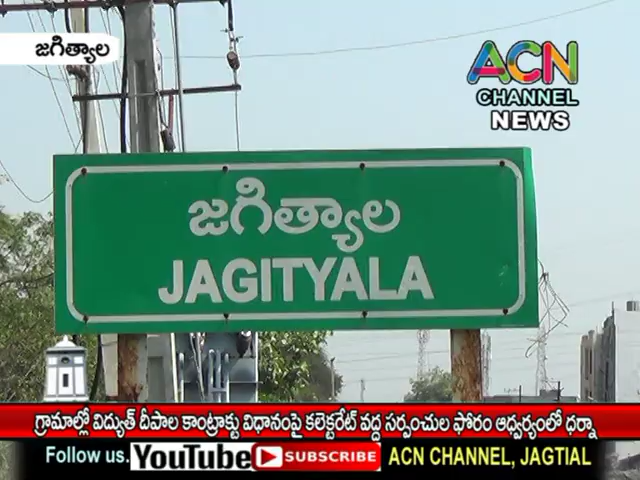 జగిత్యాల
ACN
CHANNEL
NEWS
జగిత్యాల
JAGITYALA
గ్రామాల్లో విద్యుత్ దీపాల కాంట్రాక్టు విధానంపై కలెక్టరేట్ వద్ద సర్పంచుల ఫోరం ఆధ్వర్యంలో ధర్నా
Follow us. YouTube SUBSCRIBE ACN CHANNEL, JAGTIAL